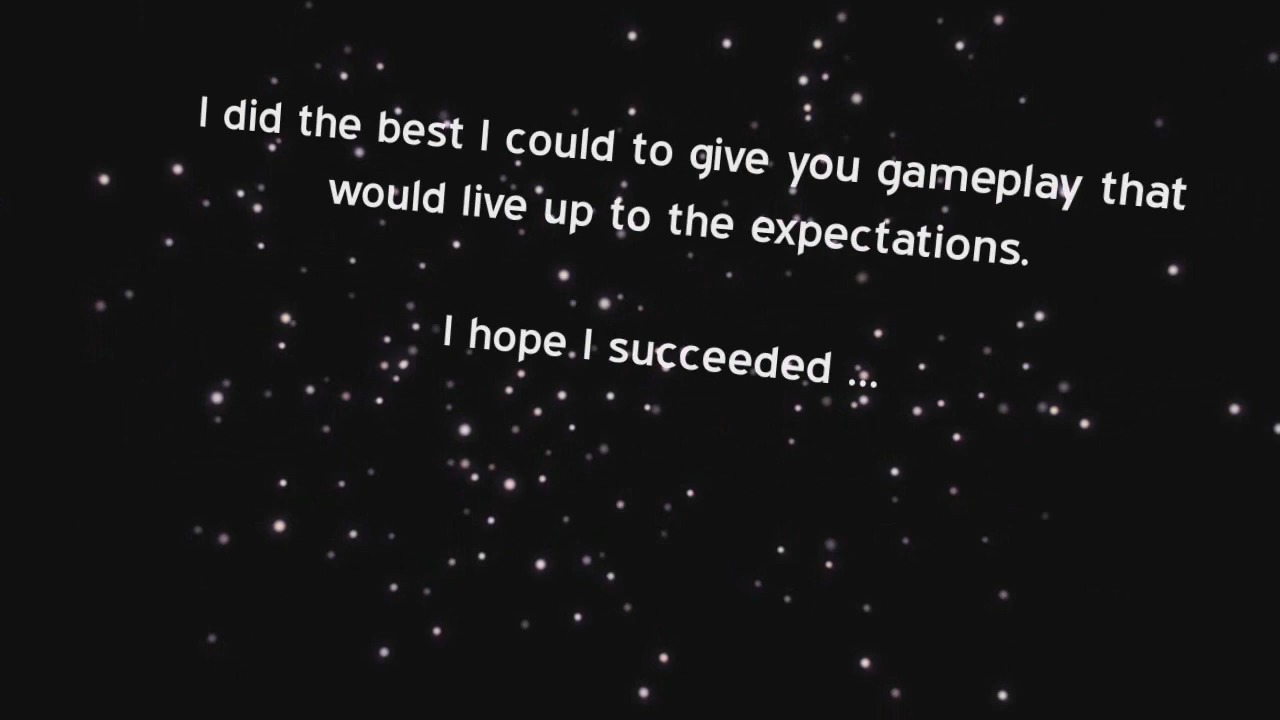 I did the best I could to give you gameplay that
would live up to the expectations.
I hope I succeeded ...